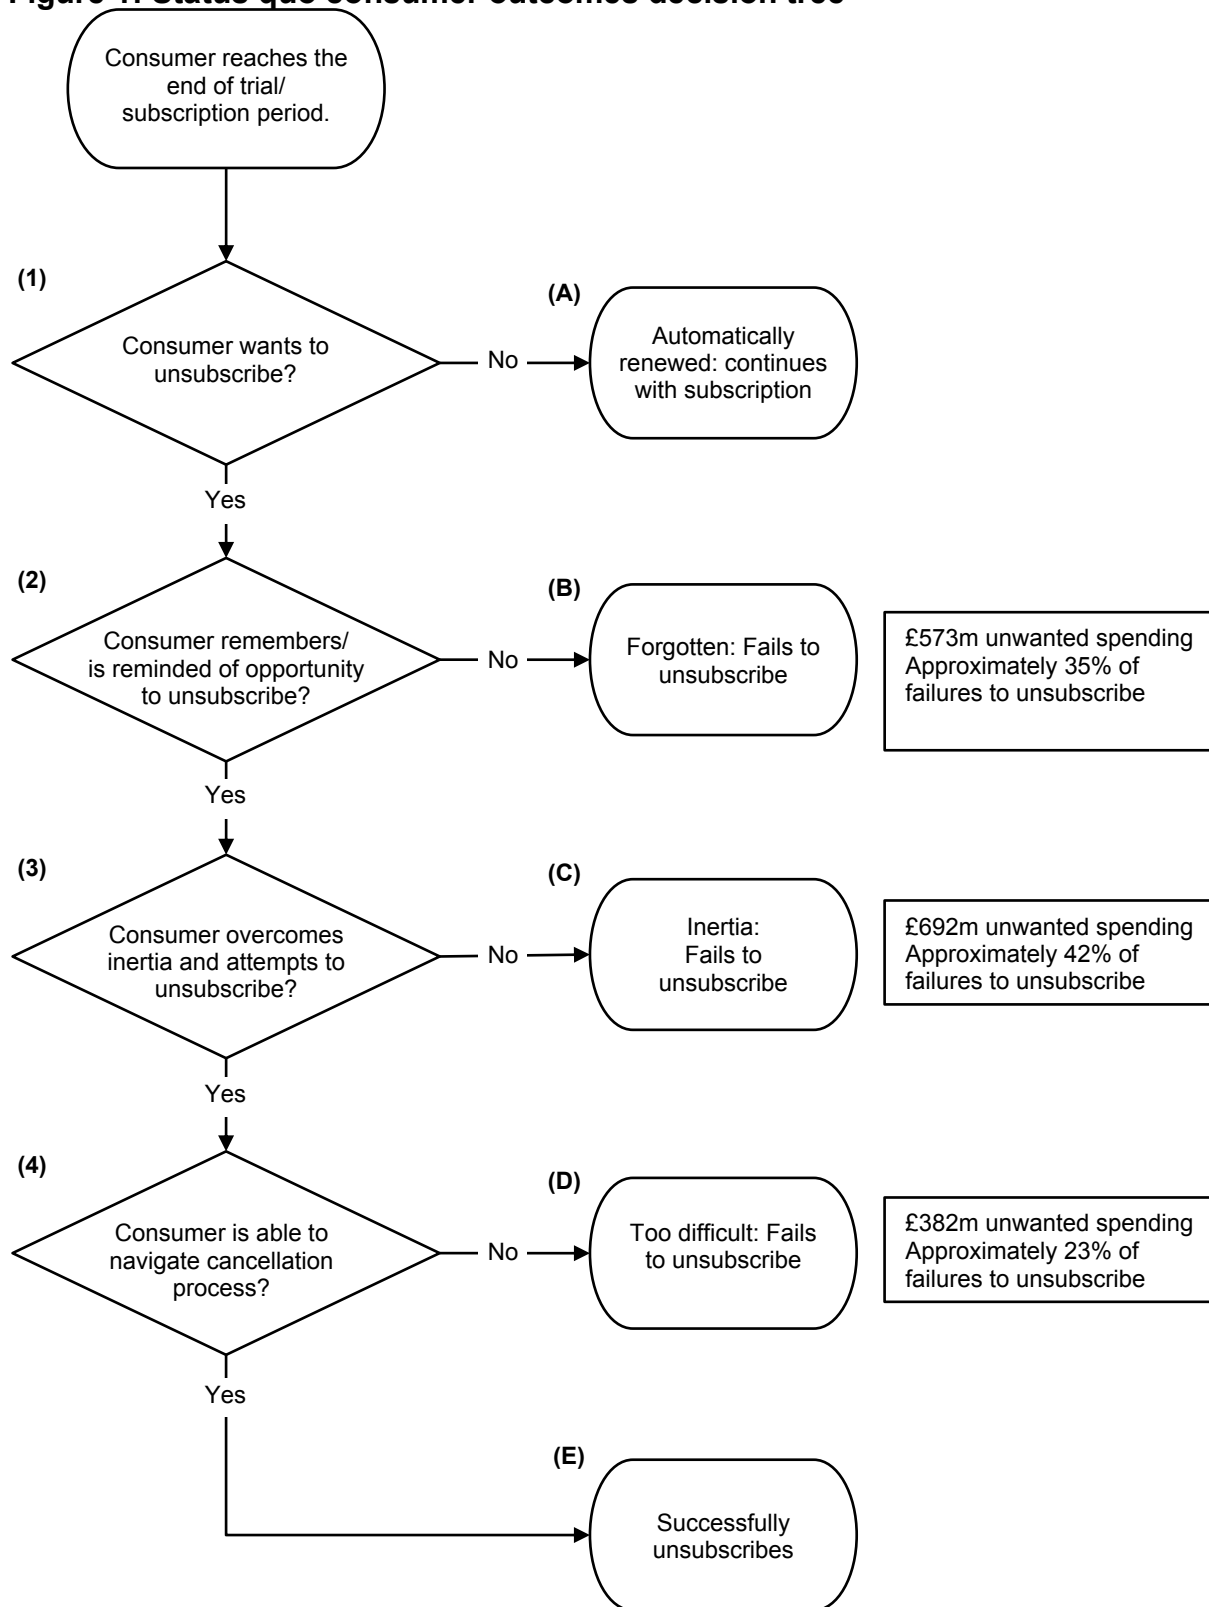 Figure 1: Status quo consumer outcomes decision tree
Consumer reaches the
end of trial/
subscription period.
(1)
Consumer wants to
unsubscribe?
No
(A)
Automatically
renewed: continues
with subscription
Yes
(2)
Consumer remembers/
is reminded of opportunity
to unsubscribe?
No
(B)
Forgotten: Fails to
unsubscribe
£573m unwanted spending
Approximately 35% of
failures to unsubscribe
Yes
(3)
Consumer overcomes
inertia and attempts to
unsubscribe?
No
(C)
Inertia:
Fails to
unsubscribe
£692m unwanted spending
Approximately 42% of
failures to unsubscribe
Yes
(4)
Consumer is able to
navigate cancellation
process?
No
(D)
Too difficult: Fails
to unsubscribe
£382m unwanted spending
Approximately 23% of
failures to unsubscribe
Yes
(E)
Successfully
unsubscribes